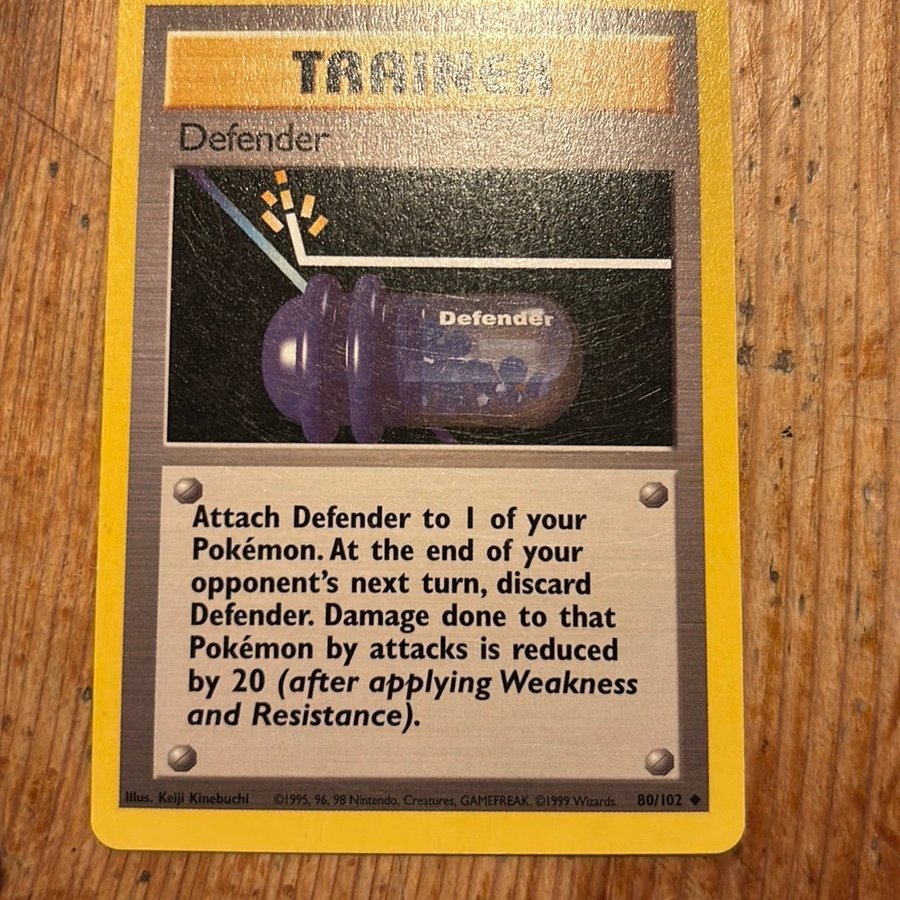 TRAINER
Defender
Defender
Attach Defender to 1 of your
Pokémon. At the end of your
opponent's next turn, discard
Defender. Damage done to that
Pokémon by attacks is reduced
by 20 (after applying Weakness
and Resistance).
Illus. Keiji Kinebuchi ©1995, 96, 98 Nintendo, Creatures, GAMEFREAK. ©1999 Wizards. 80/102 ◆